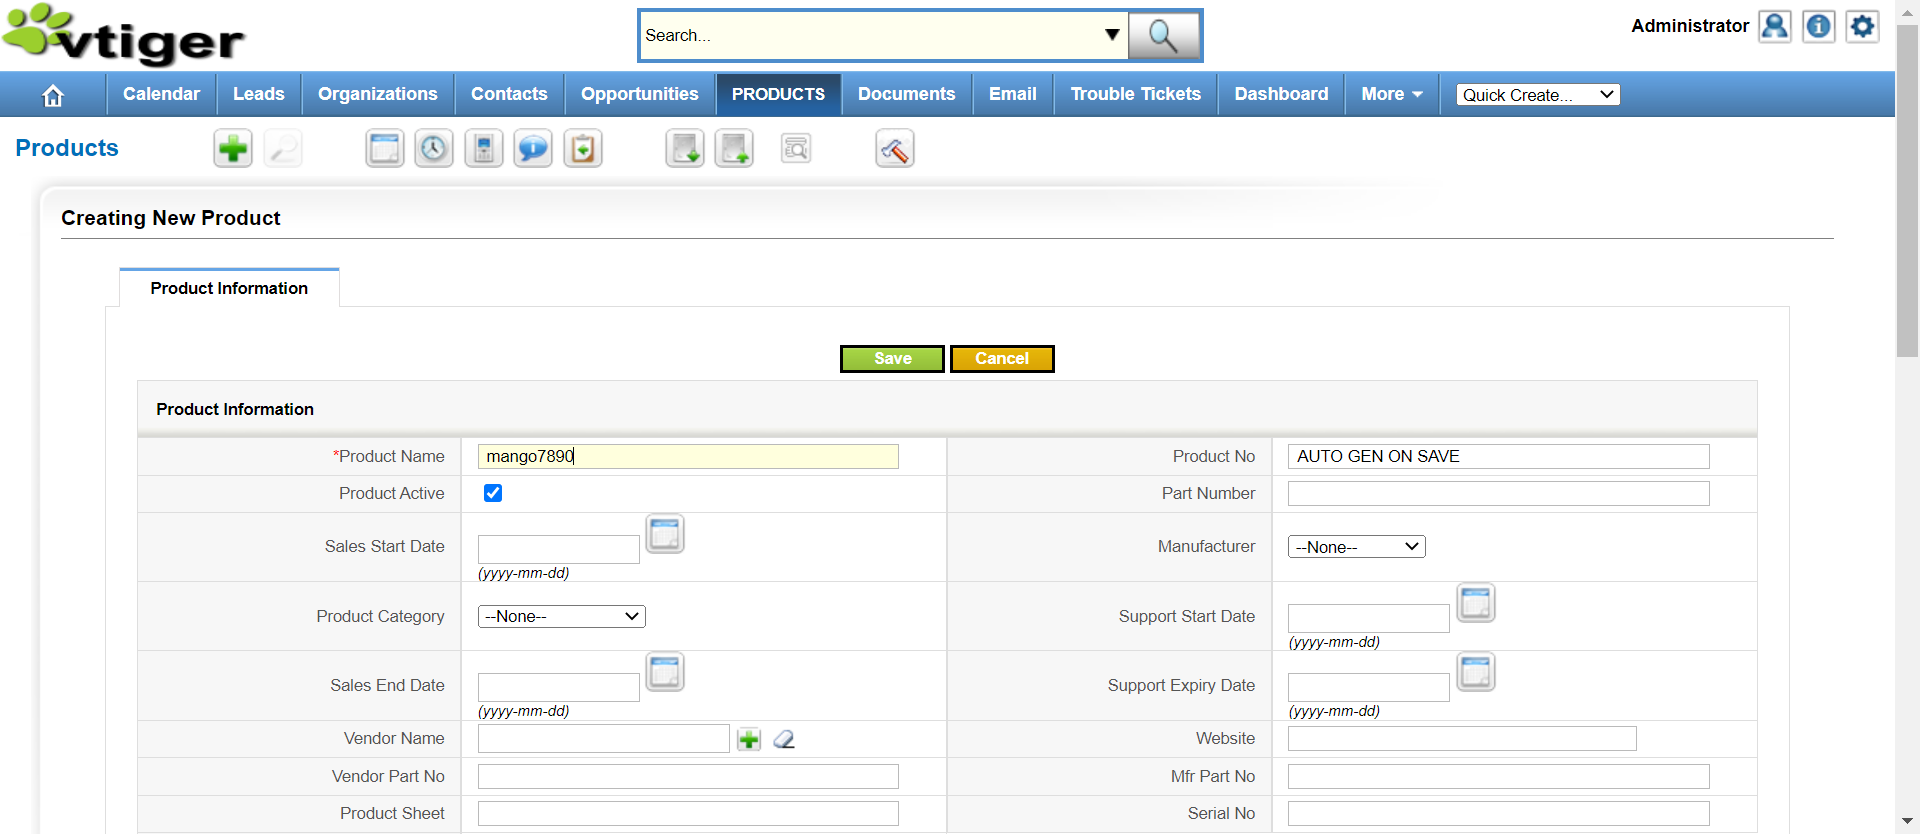 vtiger
Search...
Administrator
Calendar Leads Organizations Contacts Opportunities PRODUCTS Documents Email Trouble Tickets Dashboard More Quick Create...
Products
Creating New Product
Product Information
Save Cancel
Product Information
*Product Name mango7890 Product No AUTO GEN ON SAVE
Product Active Part Number
Sales Start Date (yyyy-mm-dd) Manufacturer --None--
Product Category --None-- Support Start Date (yyyy-mm-dd)
Sales End Date (yyyy-mm-dd) Support Expiry Date (yyyy-mm-dd)
Vendor Name Website
Vendor Part No Mfr Part No
Product Sheet Serial No